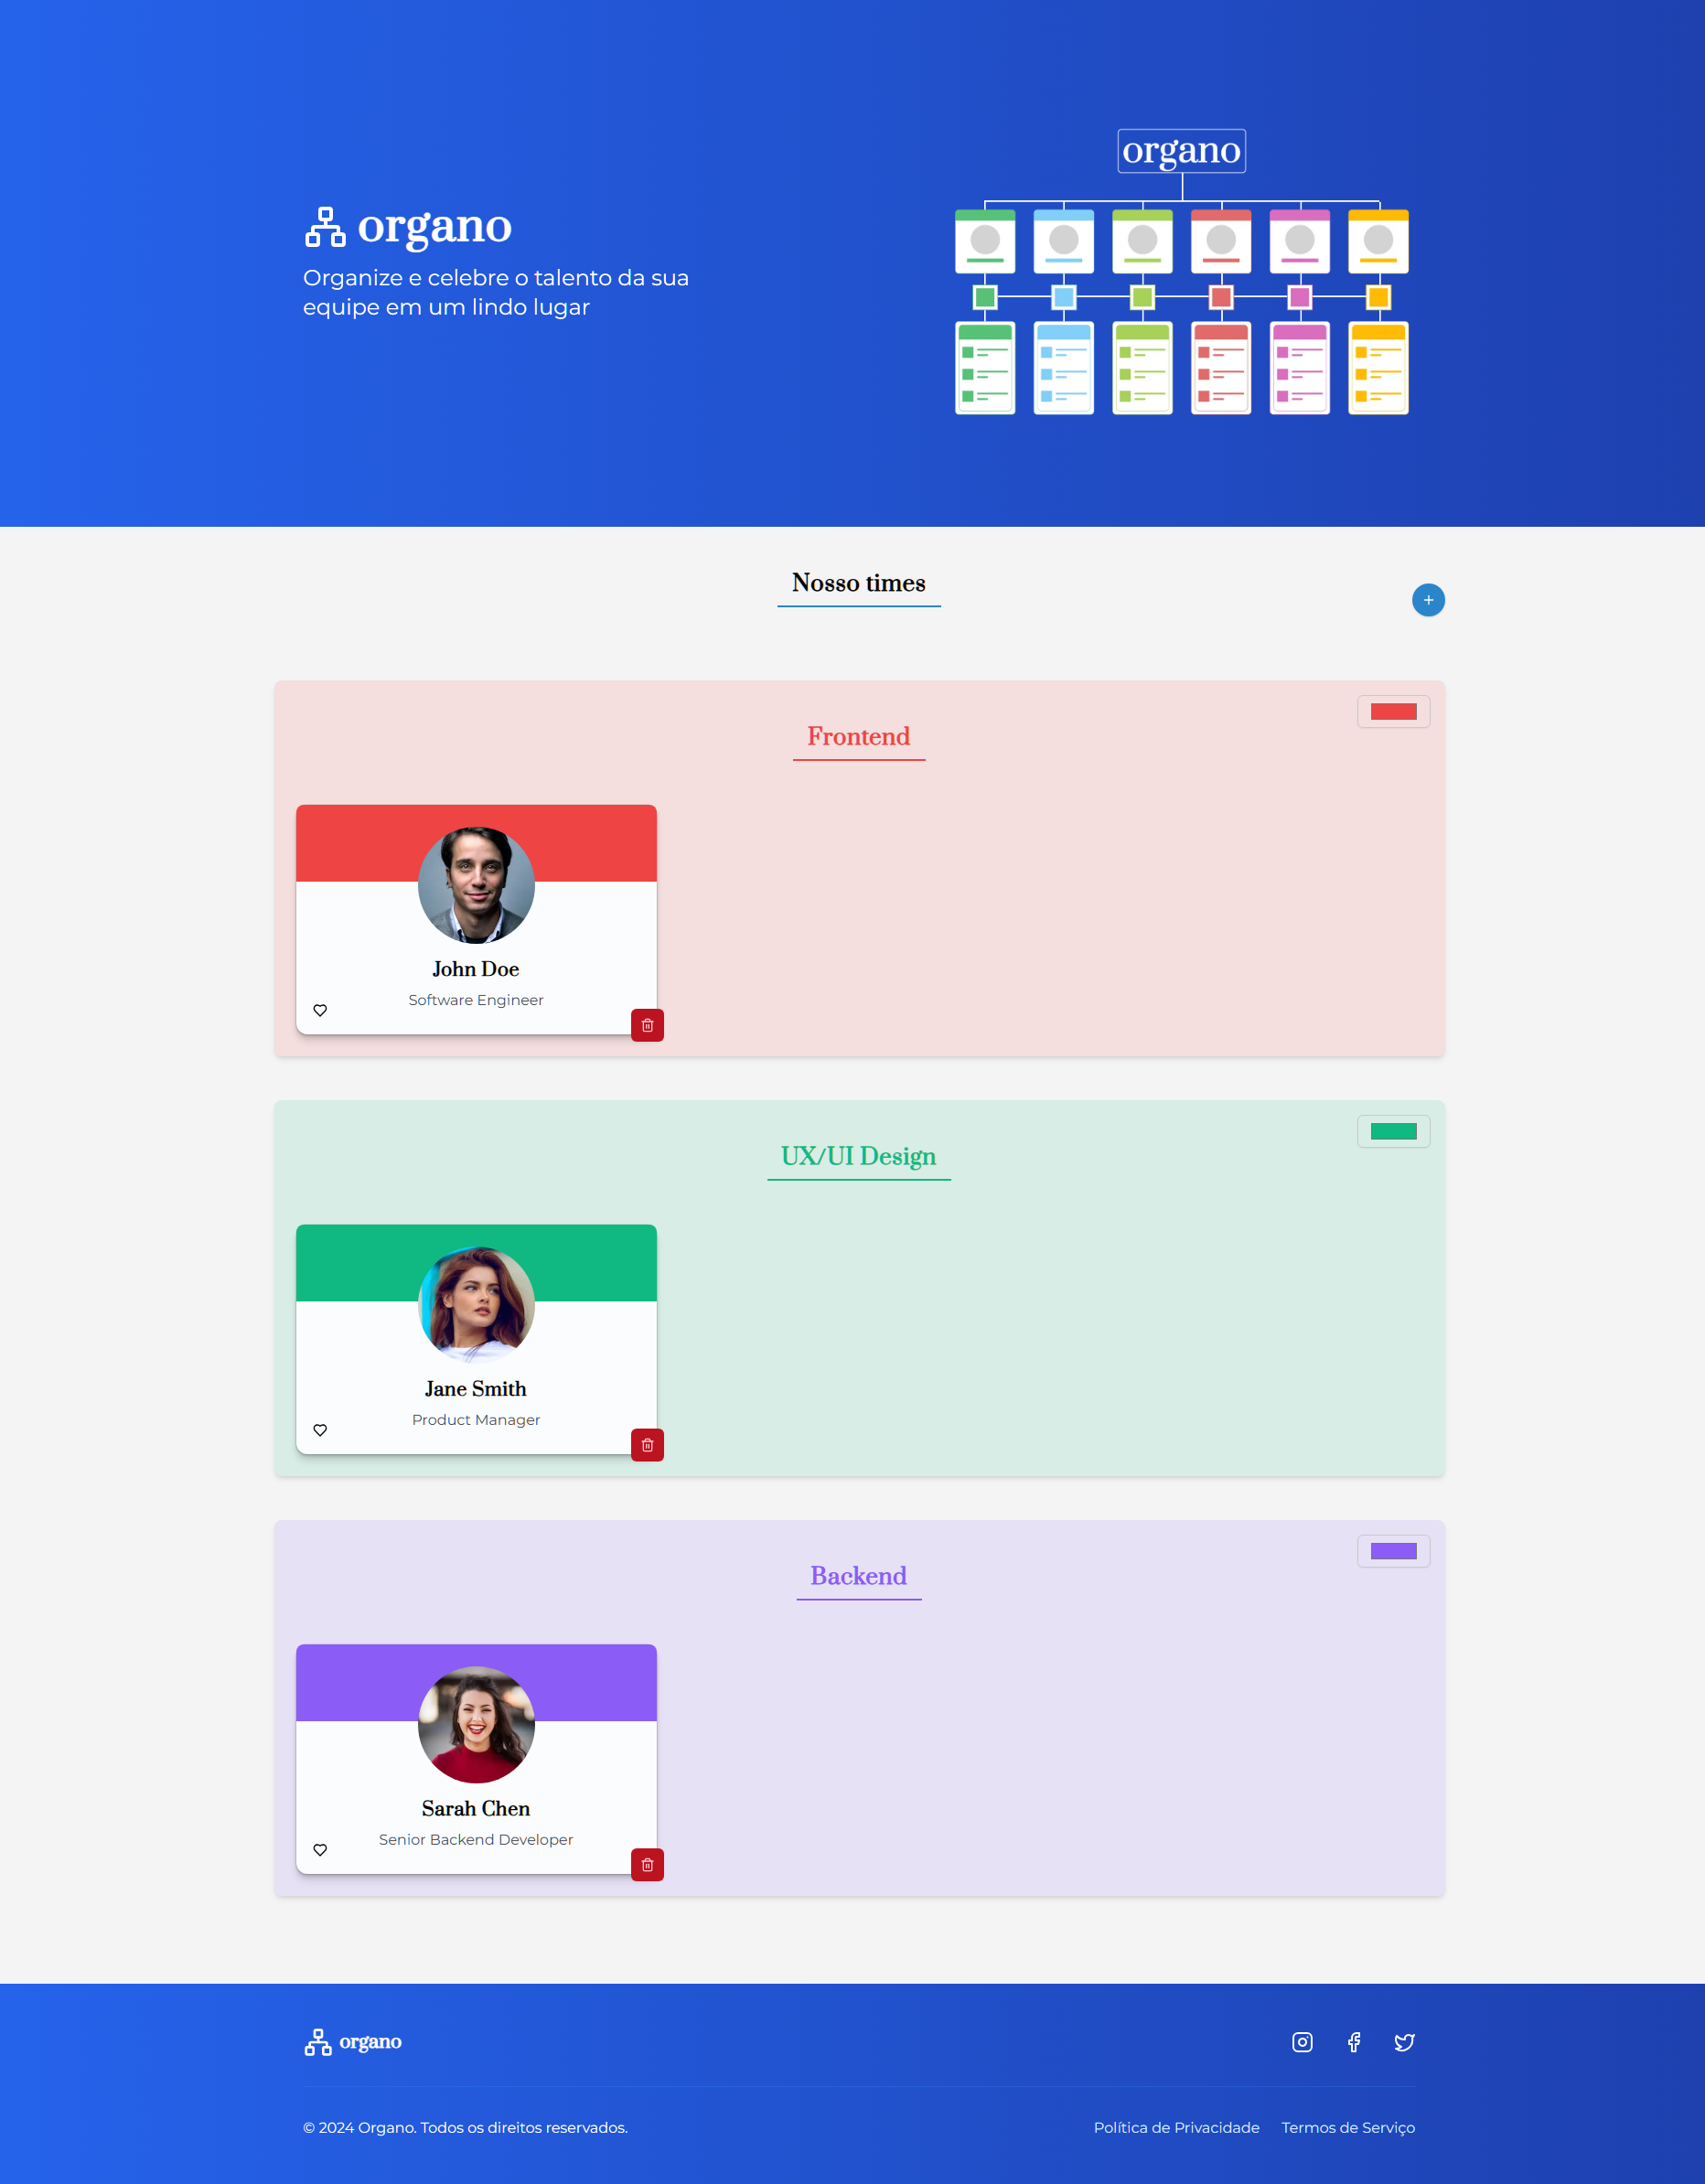 organo
organo
Organize e celebre o talento da sua
equipe em um lindo lugar
Nosso times
Frontend
John Doe
Software Engineer
UX/UI Design
Jane Smith
Product Manager
Backend
Sarah Chen
Senior Backend Developer
organo
© 2024 Organo. Todos os direitos reservados.
Política de Privacidade
Termos de Serviço